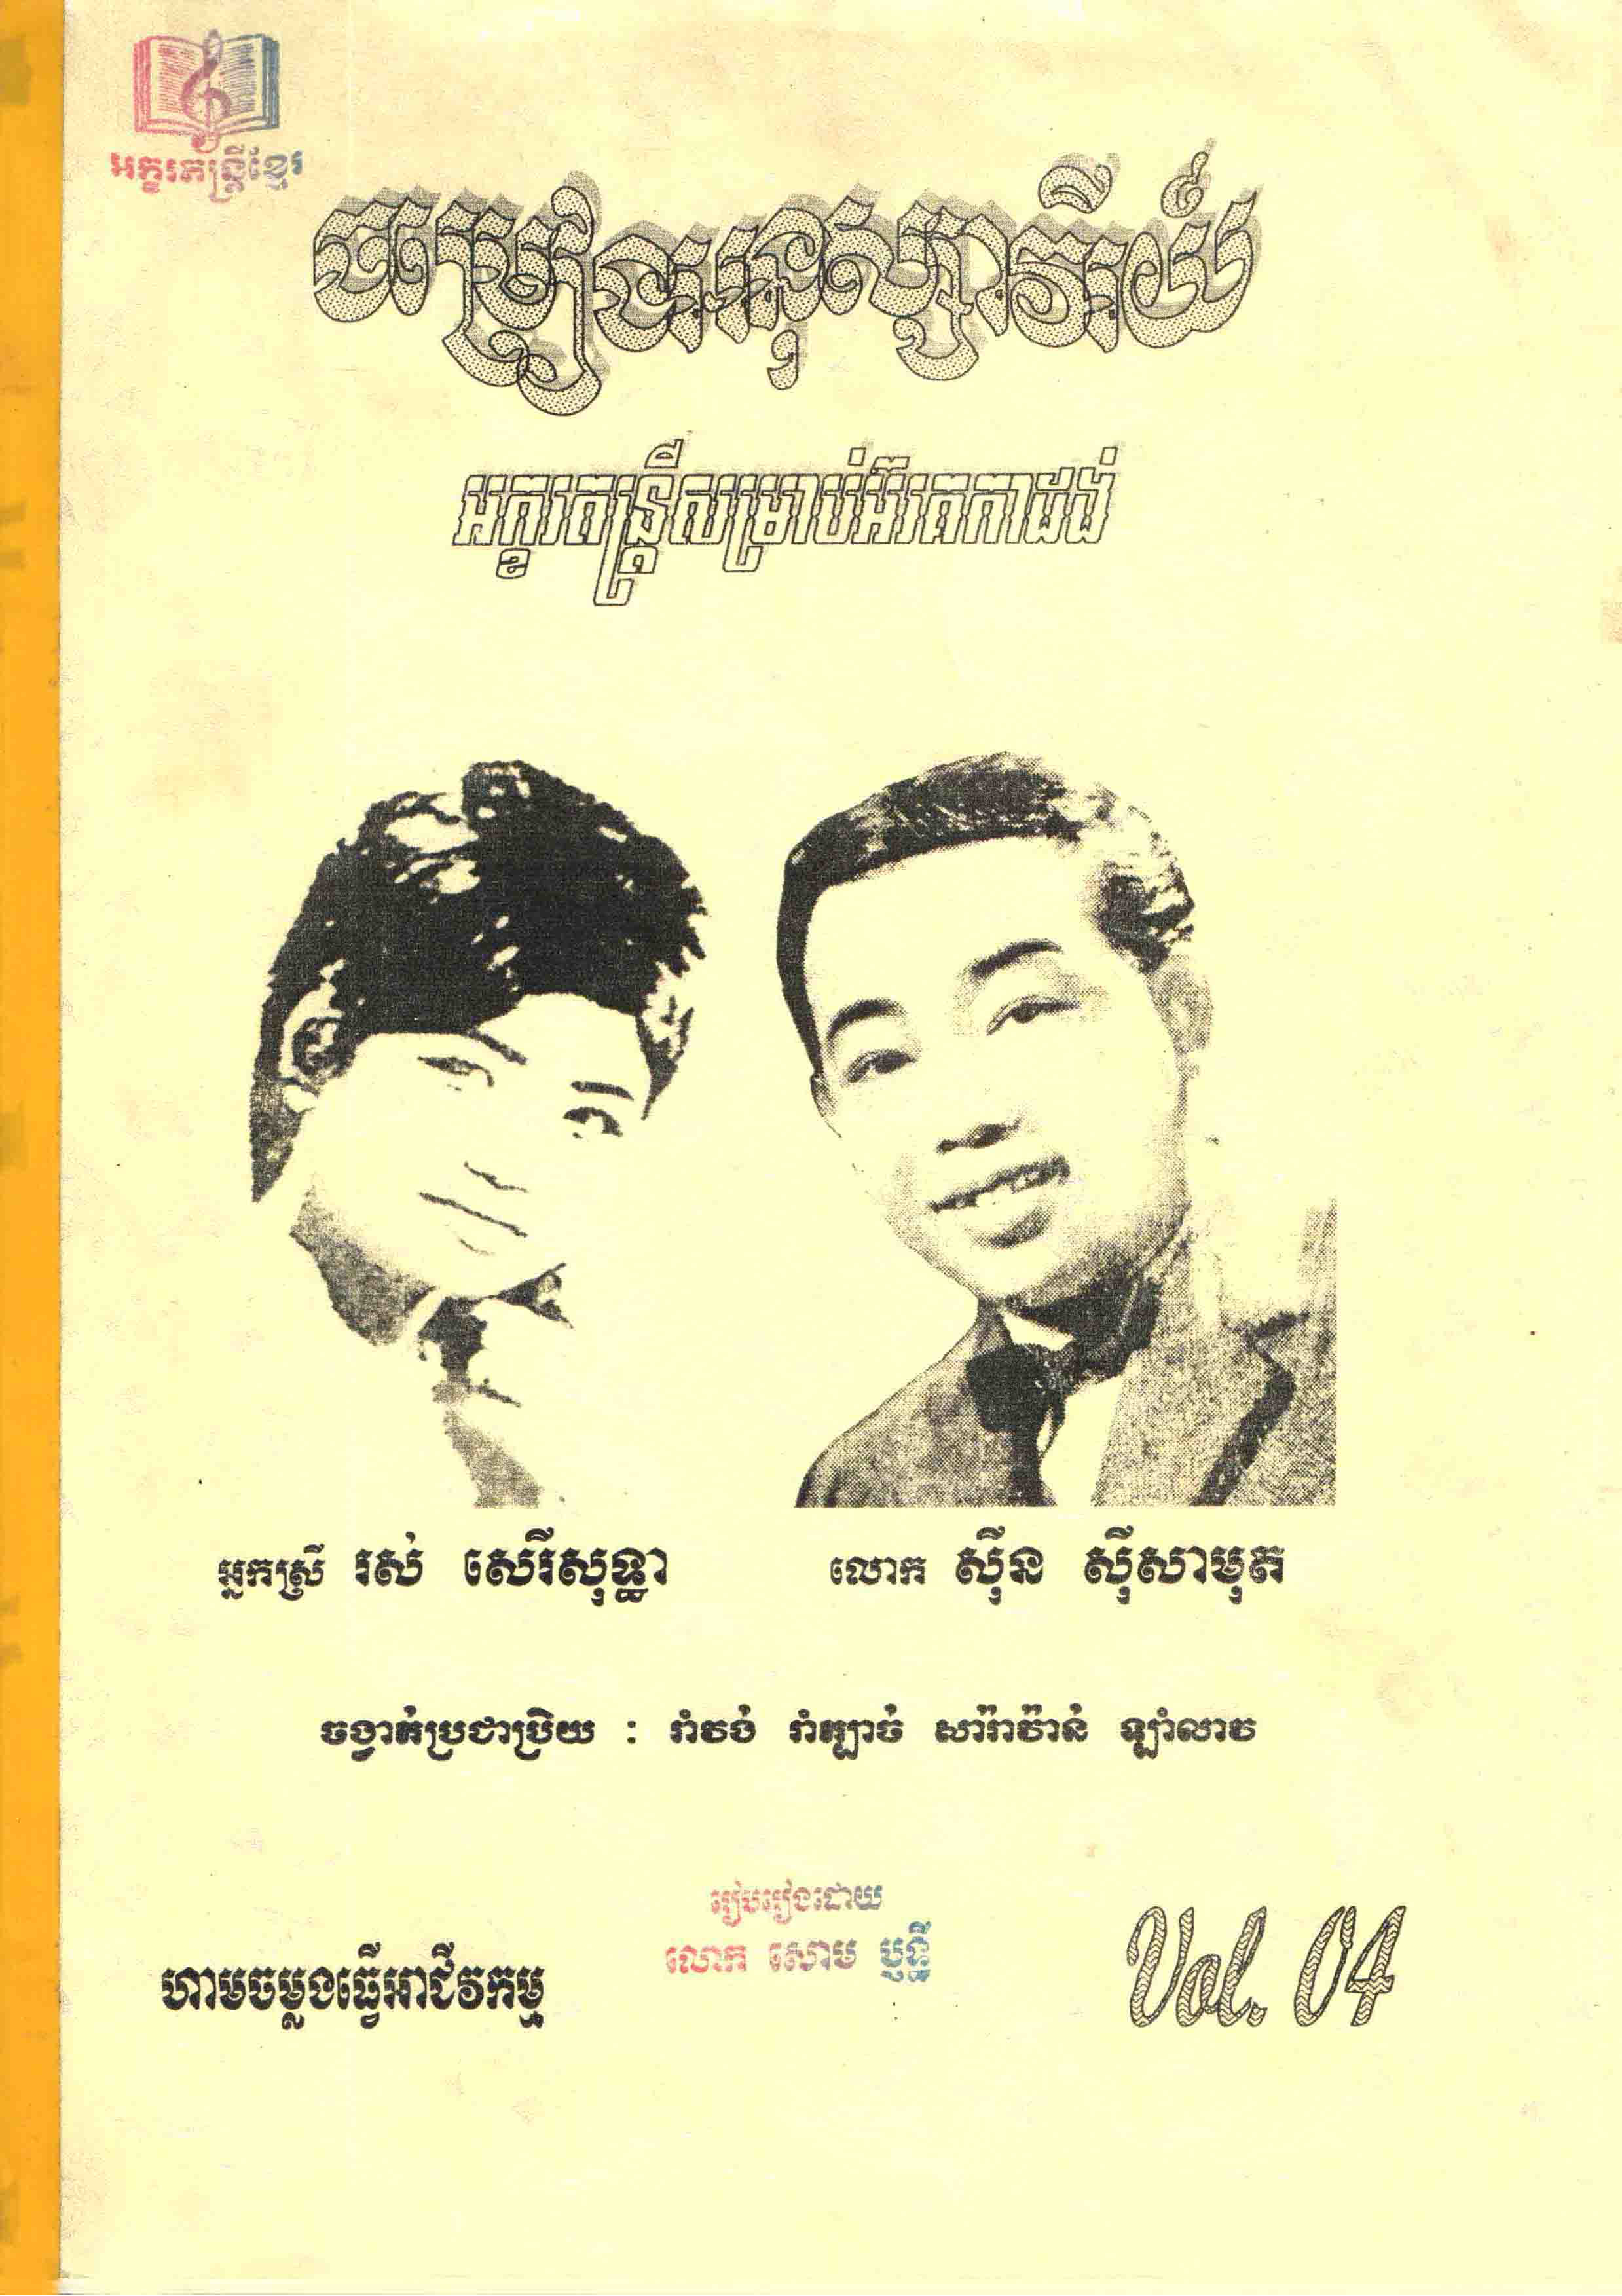 អក្ខរតន្ត្រីខ្មែរ
ចម្រៀងអនុស្សាវរីយ៍
អក្ខរតន្ត្រីសម្រាប់អ៊រគេកាដង់
អ្នកស្រី រស់ សេរីសុទ្ធា
លោក ស៊ីន ស៊ីសាមុត
ចង្វាក់ប្រជាប្រិយ : រាំវង់ រាំក្បាច់ សារ៉ាវ៉ាន់ ឡាំលាវ
រៀបរៀងដោយ
លោក សោម ឫទ្ធី
ហាមចម្លងធ្វើអាជីវកម្ម
Vol. 04